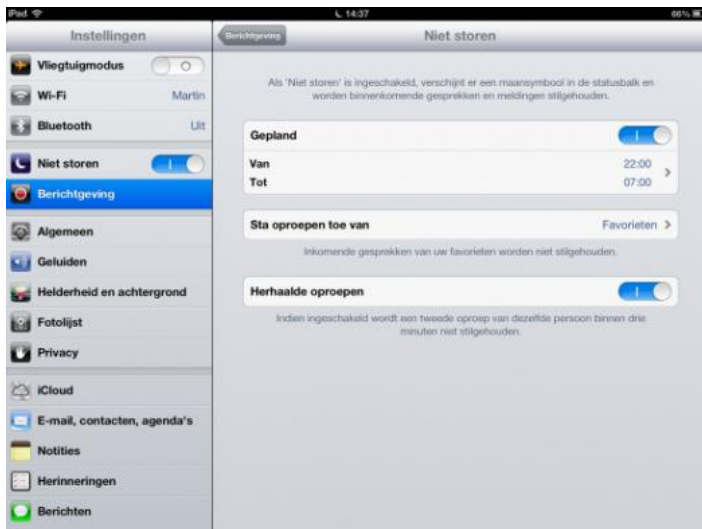 iPad 14:37 66%
Instellingen
Berichtgeving Niet storen
Vliegtuigmodus
Wi-Fi Martin
Bluetooth Uit
Niet storen
Berichtgeving
Algemeen
Geluiden
Helderheid en achtergrond
Fotolijst
Privacy
iCloud
E-mail, contacten, agenda's
Notities
Herinneringen
Berichten
Als 'Niet storen' is ingeschakeld, verschijnt er een maansymbool in de statusbalk en
worden binnenkomende gesprekken en meldingen stilgehouden.
Gepland
Van 22:00
Tot 07:00
Sta oproepen toe van Favorieten
Inkomende gesprekken van uw favorieten worden niet stilgehouden.
Herhaalde oproepen
Indien ingeschakeld wordt een tweede oproep van dezelfde persoon binnen drie
minuten niet stilgehouden.